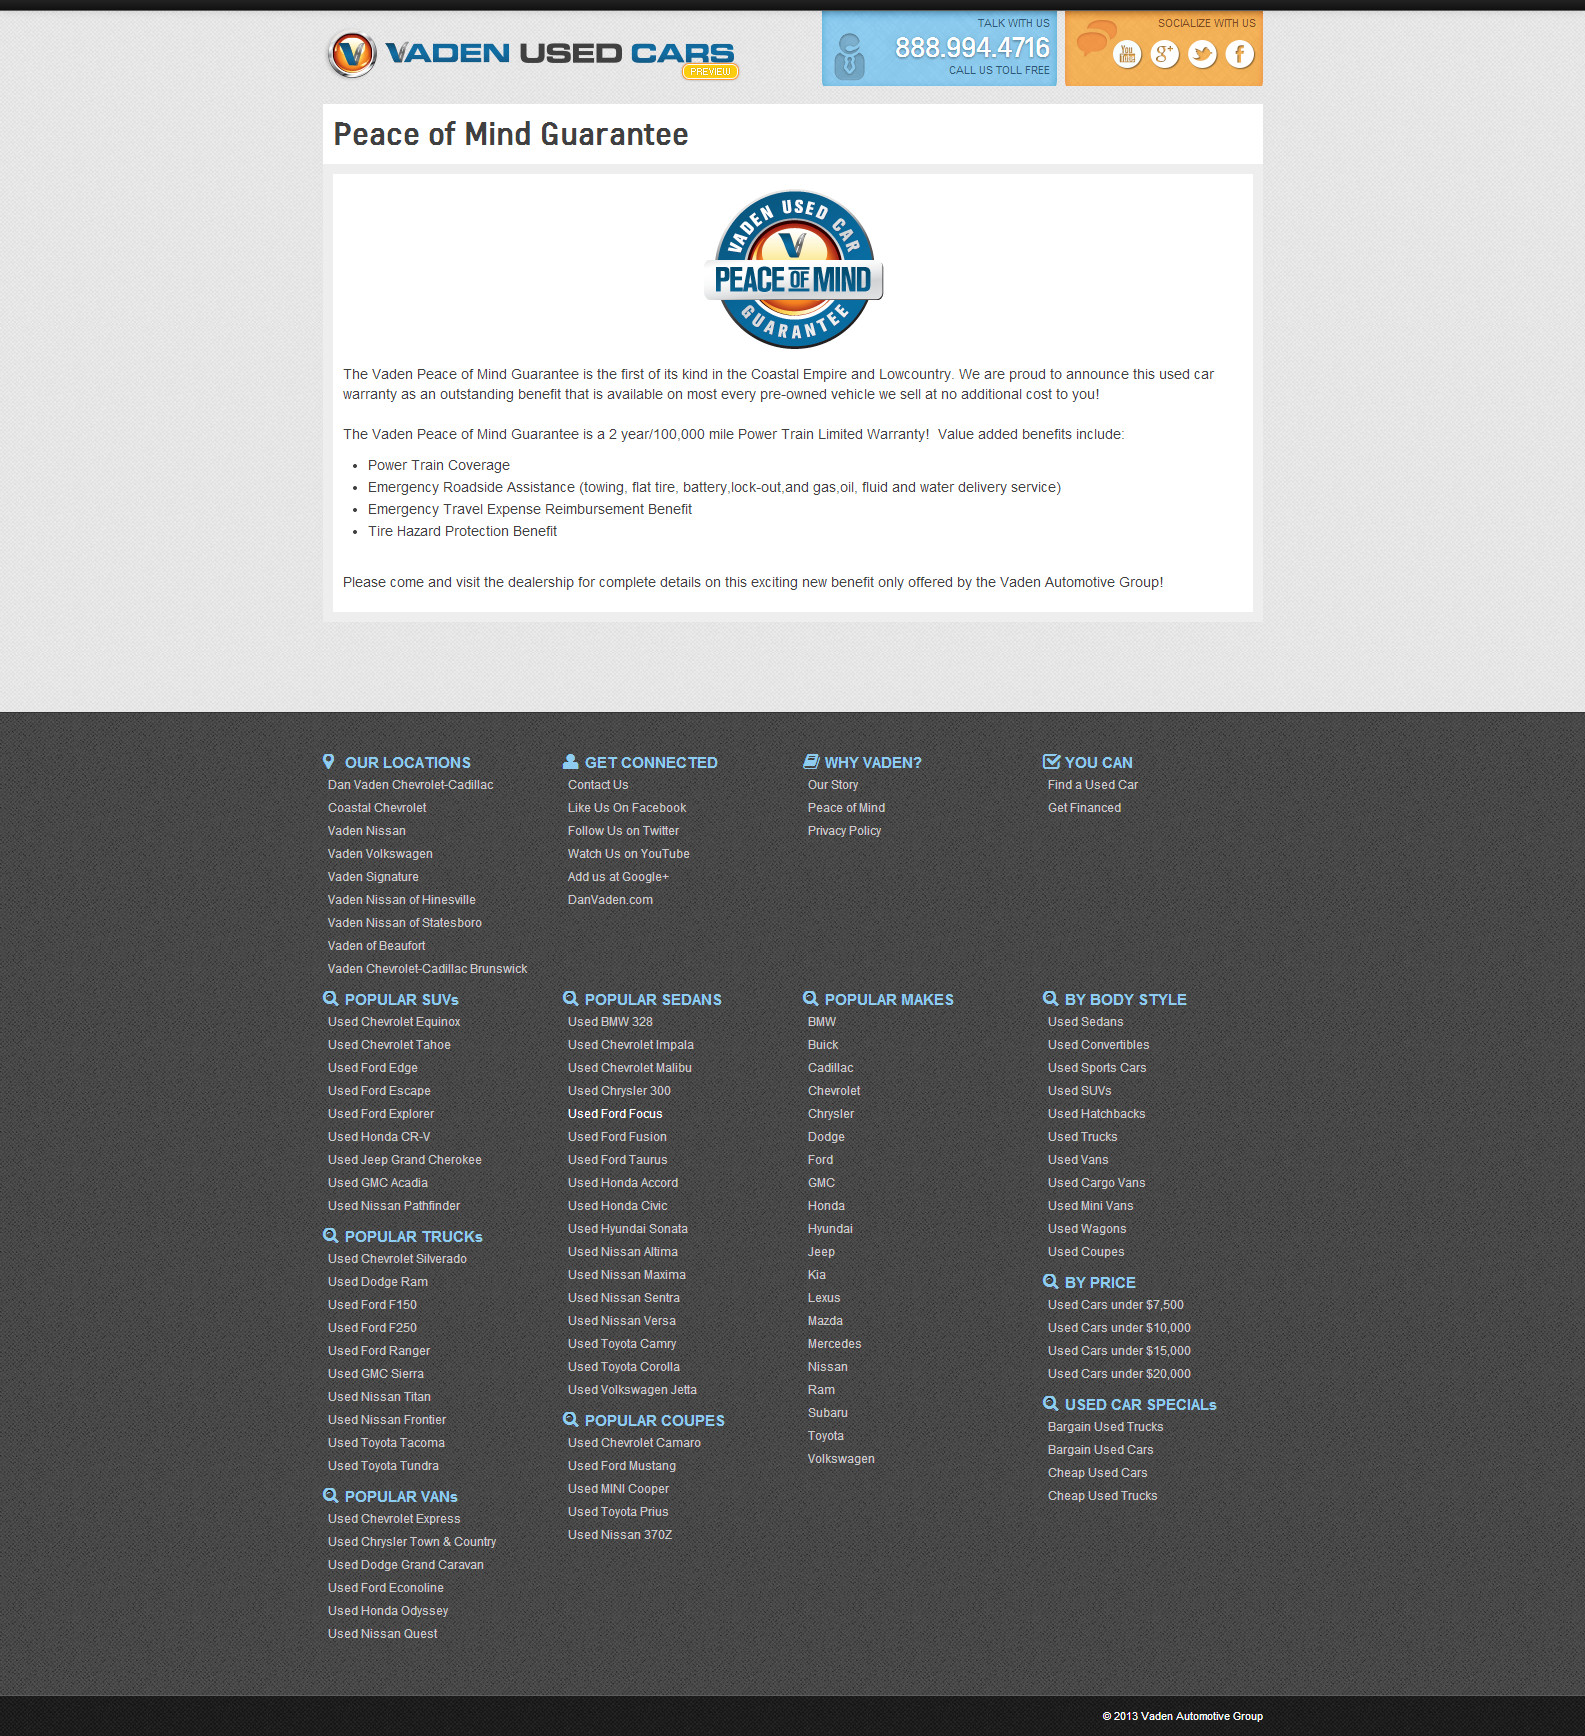 VADEN USED CARS
PREVIEW
TALK WITH US
888.994.4716
CALL US TOLL FREE
SOCIALIZE WITH US
You Tube
g+
f
Peace of Mind Guarantee
VADEN USED CAR
V
PEACE OF MIND
GUARANTEE
The Vaden Peace of Mind Guarantee is the first of its kind in the Coastal Empire and Lowcountry. We are proud to announce this used car
warranty as an outstanding benefit that is available on most every pre-owned vehicle we sell at no additional cost to you!
The Vaden Peace of Mind Guarantee is a 2 year/100,000 mile Power Train Limited Warranty!  Value added benefits include:
• Power Train Coverage
• Emergency Roadside Assistance (towing, flat tire, battery,lock-out,and gas,oil, fluid and water delivery service)
• Emergency Travel Expense Reimbursement Benefit
• Tire Hazard Protection Benefit
Please come and visit the dealership for complete details on this exciting new benefit only offered by the Vaden Automotive Group!
OUR LOCATIONS
Dan Vaden Chevrolet-Cadillac
Coastal Chevrolet
Vaden Nissan
Vaden Volkswagen
Vaden Signature
Vaden Nissan of Hinesville
Vaden Nissan of Statesboro
Vaden of Beaufort
Vaden Chevrolet-Cadillac Brunswick
GET CONNECTED
Contact Us
Like Us On Facebook
Follow Us on Twitter
Watch Us on YouTube
Add us at Google+
DanVaden.com
WHY VADEN?
Our Story
Peace of Mind
Privacy Policy
YOU CAN
Find a Used Car
Get Financed
POPULAR SUVs
Used Chevrolet Equinox
Used Chevrolet Tahoe
Used Ford Edge
Used Ford Escape
Used Ford Explorer
Used Honda CR-V
Used Jeep Grand Cherokee
Used GMC Acadia
Used Nissan Pathfinder
POPULAR TRUCKs
Used Chevrolet Silverado
Used Dodge Ram
Used Ford F150
Used Ford F250
Used Ford Ranger
Used GMC Sierra
Used Nissan Titan
Used Nissan Frontier
Used Toyota Tacoma
Used Toyota Tundra
POPULAR VANs
Used Chevrolet Express
Used Chrysler Town & Country
Used Dodge Grand Caravan
Used Ford Econoline
Used Honda Odyssey
Used Nissan Quest
POPULAR SEDANS
Used BMW 328
Used Chevrolet Impala
Used Chevrolet Malibu
Used Chrysler 300
Used Ford Focus
Used Ford Fusion
Used Ford Taurus
Used Honda Accord
Used Honda Civic
Used Hyundai Sonata
Used Nissan Altima
Used Nissan Maxima
Used Nissan Sentra
Used Nissan Versa
Used Toyota Camry
Used Toyota Corolla
Used Volkswagen Jetta
POPULAR COUPES
Used Chevrolet Camaro
Used Ford Mustang
Used MINI Cooper
Used Toyota Prius
Used Nissan 370Z
POPULAR MAKES
BMW
Buick
Cadillac
Chevrolet
Chrysler
Dodge
Ford
GMC
Honda
Hyundai
Jeep
Kia
Lexus
Mazda
Mercedes
Nissan
Ram
Subaru
Toyota
Volkswagen
BY BODY STYLE
Used Sedans
Used Convertibles
Used Sports Cars
Used SUVs
Used Hatchbacks
Used Trucks
Used Vans
Used Cargo Vans
Used Mini Vans
Used Wagons
Used Coupes
BY PRICE
Used Cars under $7,500
Used Cars under $10,000
Used Cars under $15,000
Used Cars under $20,000
USED CAR SPECIALs
Bargain Used Trucks
Bargain Used Cars
Cheap Used Cars
Cheap Used Trucks
© 2013 Vaden Automotive Group